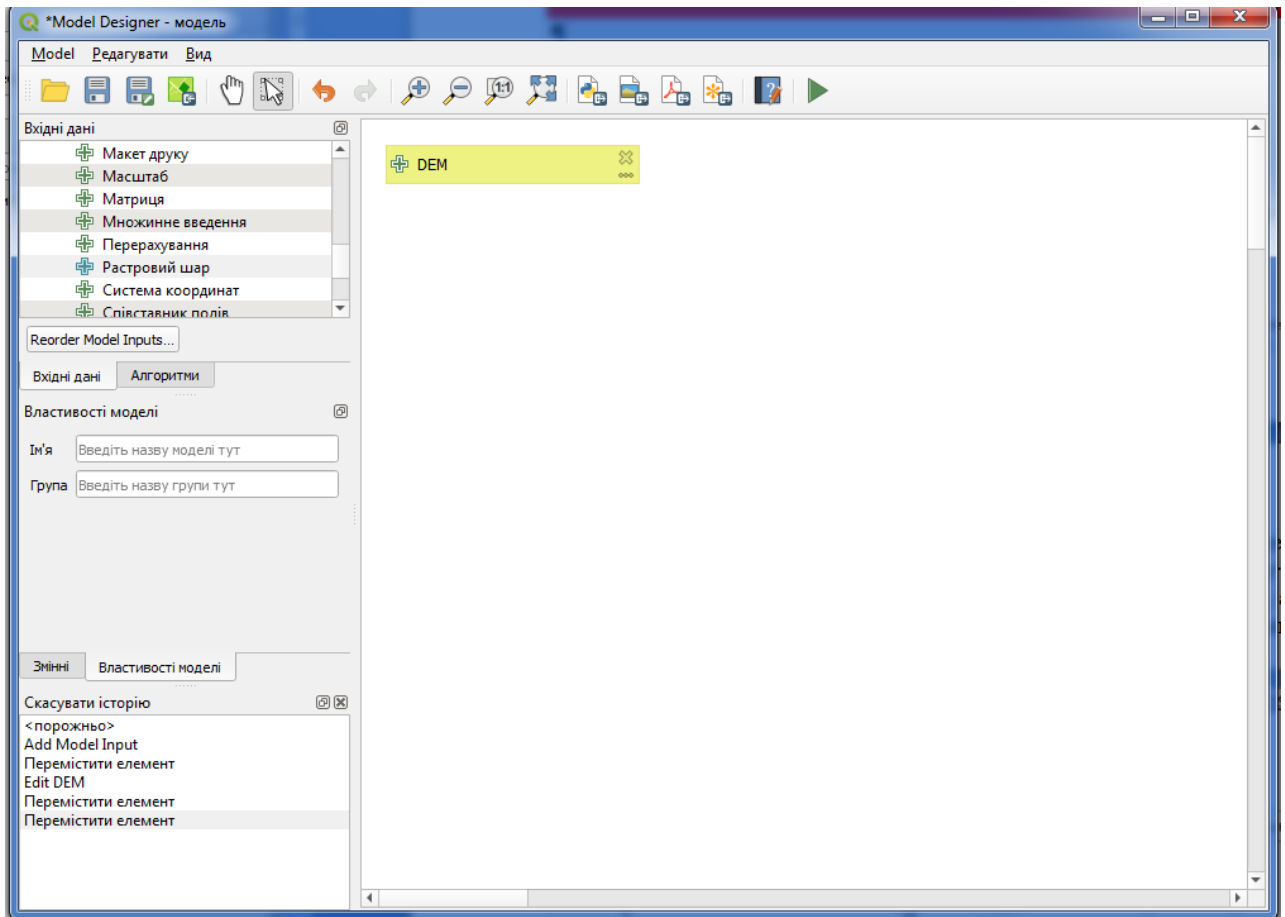 *Model Designer - модель
Model Редагувати Вид
Вхідні дані
Макет друку
Масштаб
Матриця
Множинне введення
Перерахування
Растровий шар
Система координат
Співставник полів
Reorder Model Inputs...
Вхідні дані Алгоритми
Властивості моделі
Ім'я Введіть назву моделі тут
Група Введіть назву групи тут
Змінні Властивості моделі
Скасувати історію
<порожньо>
Add Model Input
Перемістити елемент
Edit DEM
Перемістити елемент
Перемістити елемент
DEM